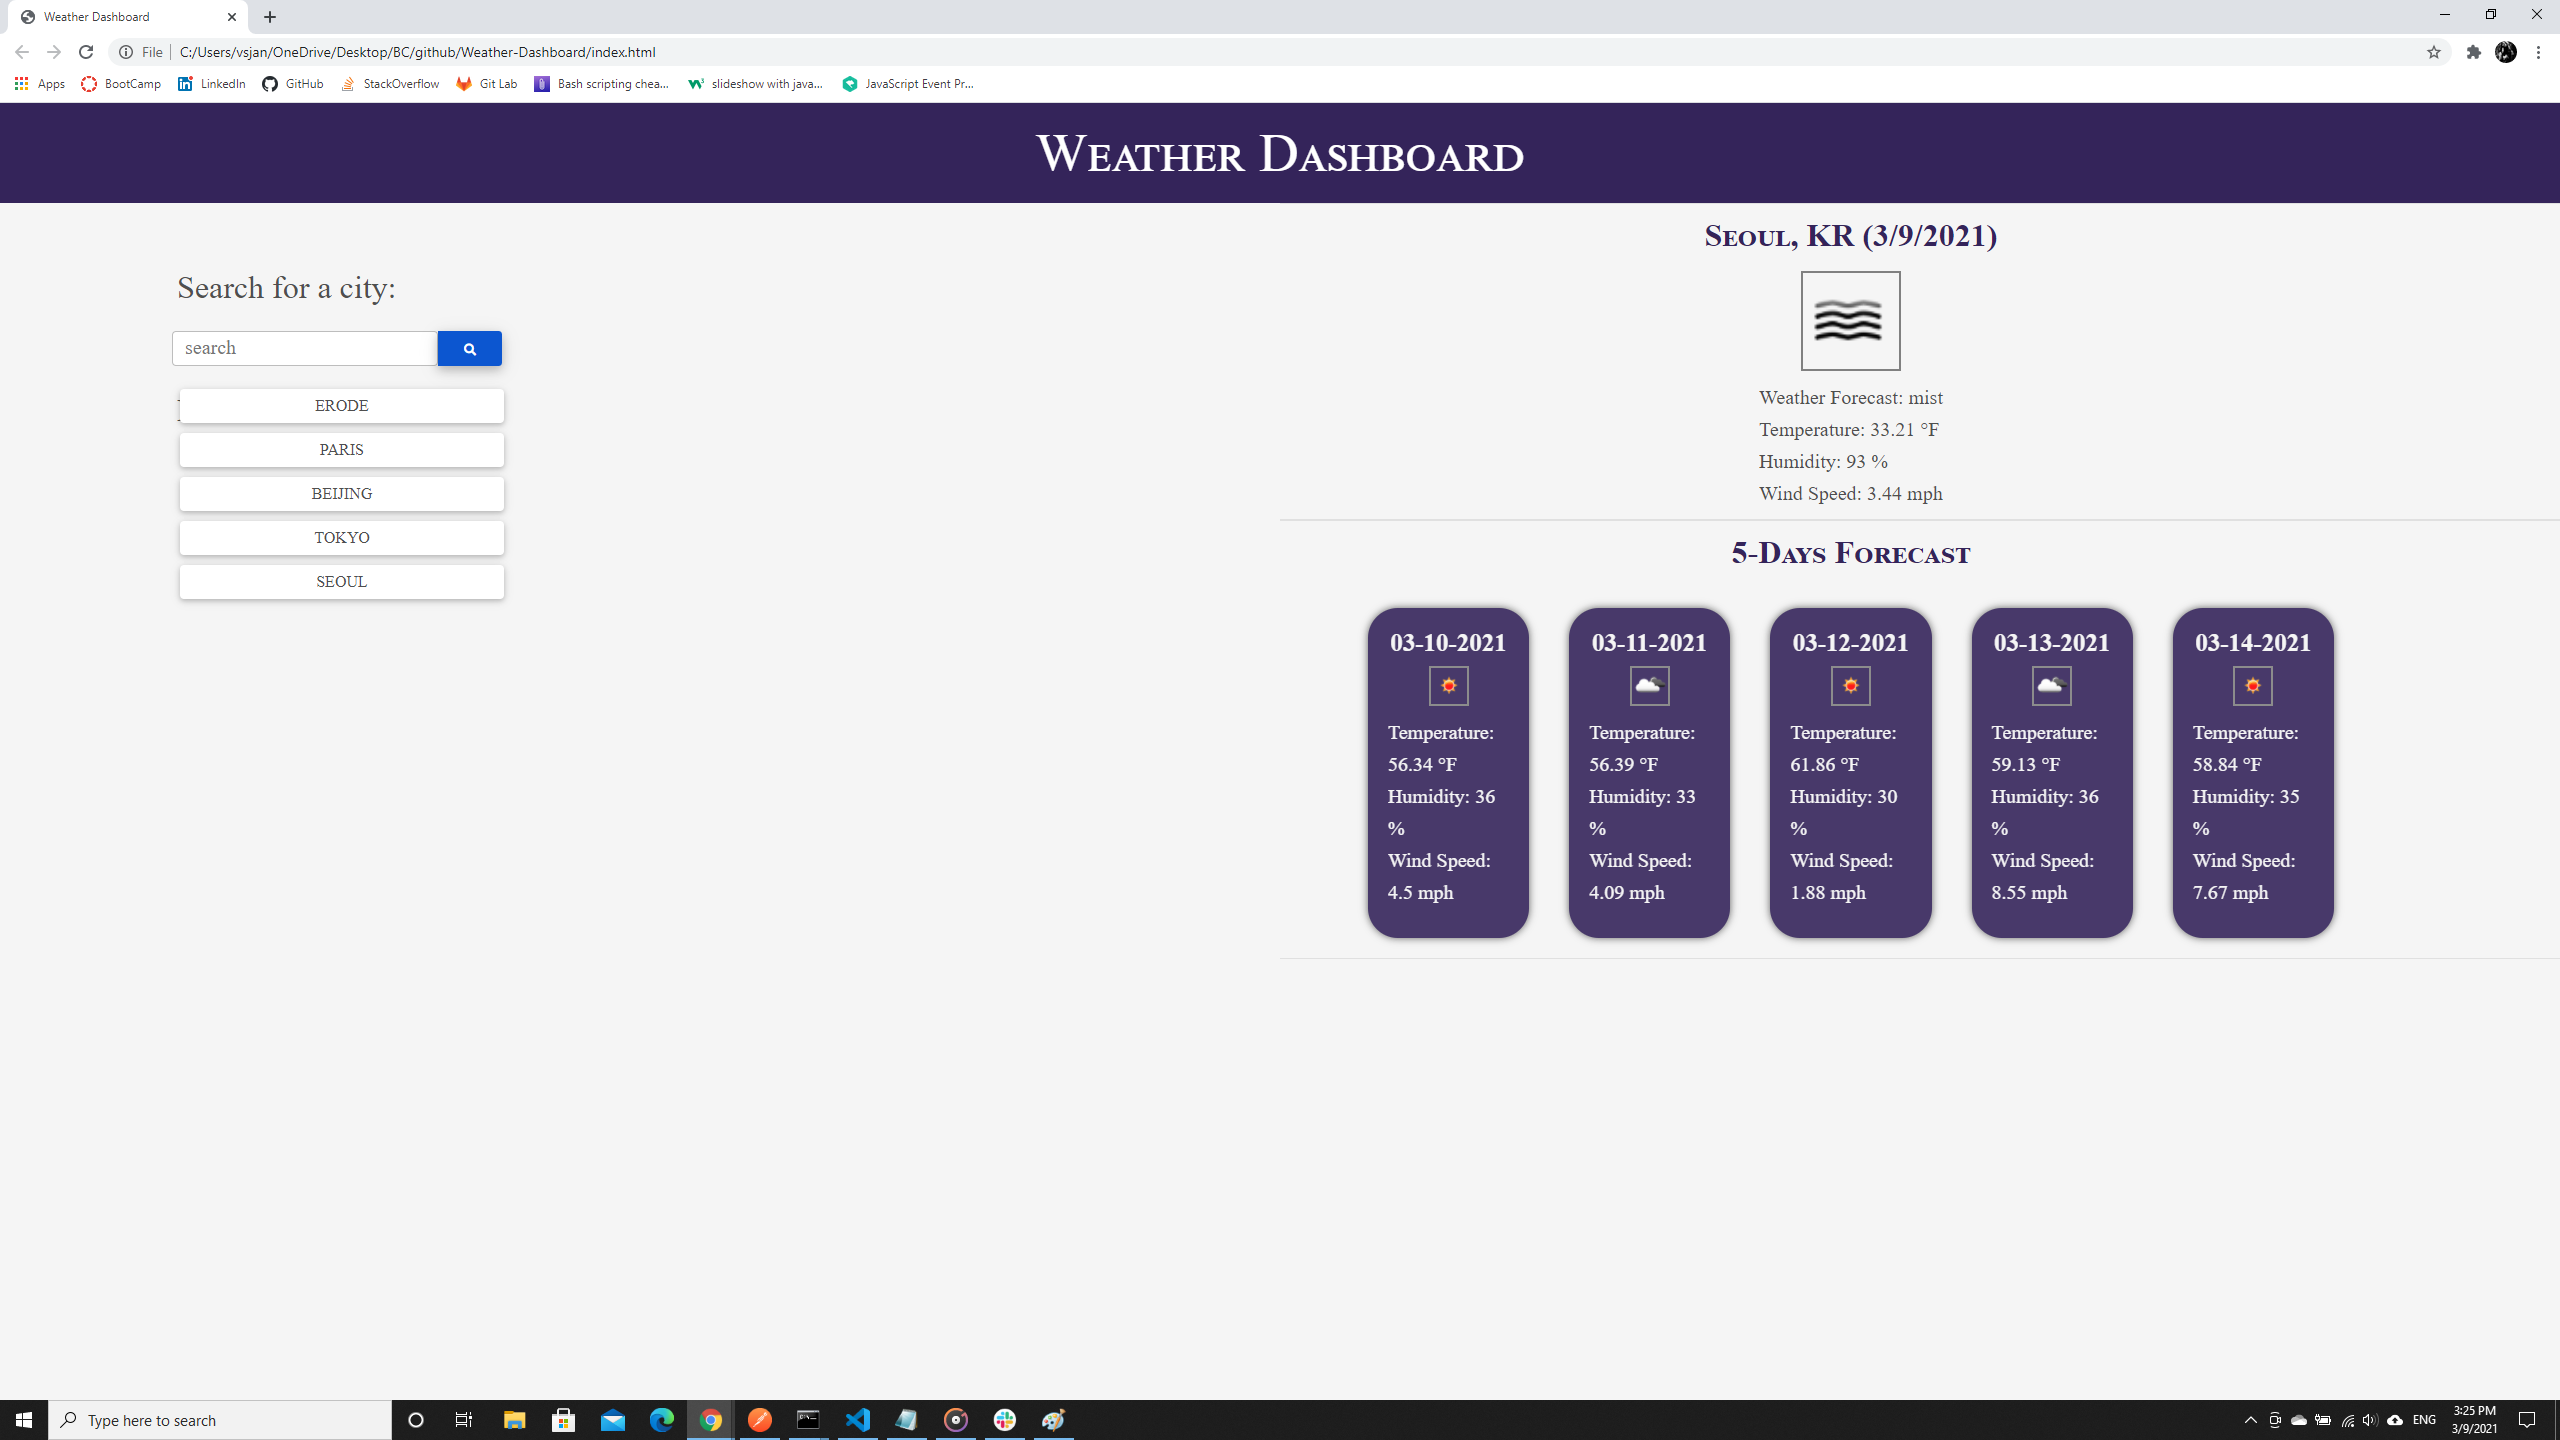 Weather Dashboard
File C:/Users/vsjan/OneDrive/Desktop/BC/github/Weather-Dashboard/index.html
Apps BootCamp LinkedIn GitHub StackOverflow Git Lab Bash scripting chea... slideshow with java... JavaScript Event Pr...
Weather Dashboard
Search for a city:
search
ERODE
PARIS
BEIJING
TOKYO
SEOUL
Seoul, KR (3/9/2021)
Weather Forecast: mist
Temperature: 33.21 °F
Humidity: 93 %
Wind Speed: 3.44 mph
5-Days Forecast
03-10-2021
Temperature:
56.34 °F
Humidity: 36
%
Wind Speed:
4.5 mph
03-11-2021
Temperature:
56.39 °F
Humidity: 33
%
Wind Speed:
4.09 mph
03-12-2021
Temperature:
61.86 °F
Humidity: 30
%
Wind Speed:
1.88 mph
03-13-2021
Temperature:
59.13 °F
Humidity: 36
%
Wind Speed:
8.55 mph
03-14-2021
Temperature:
58.84 °F
Humidity: 35
%
Wind Speed:
7.67 mph
Type here to search
ENG
3:25 PM
3/9/2021